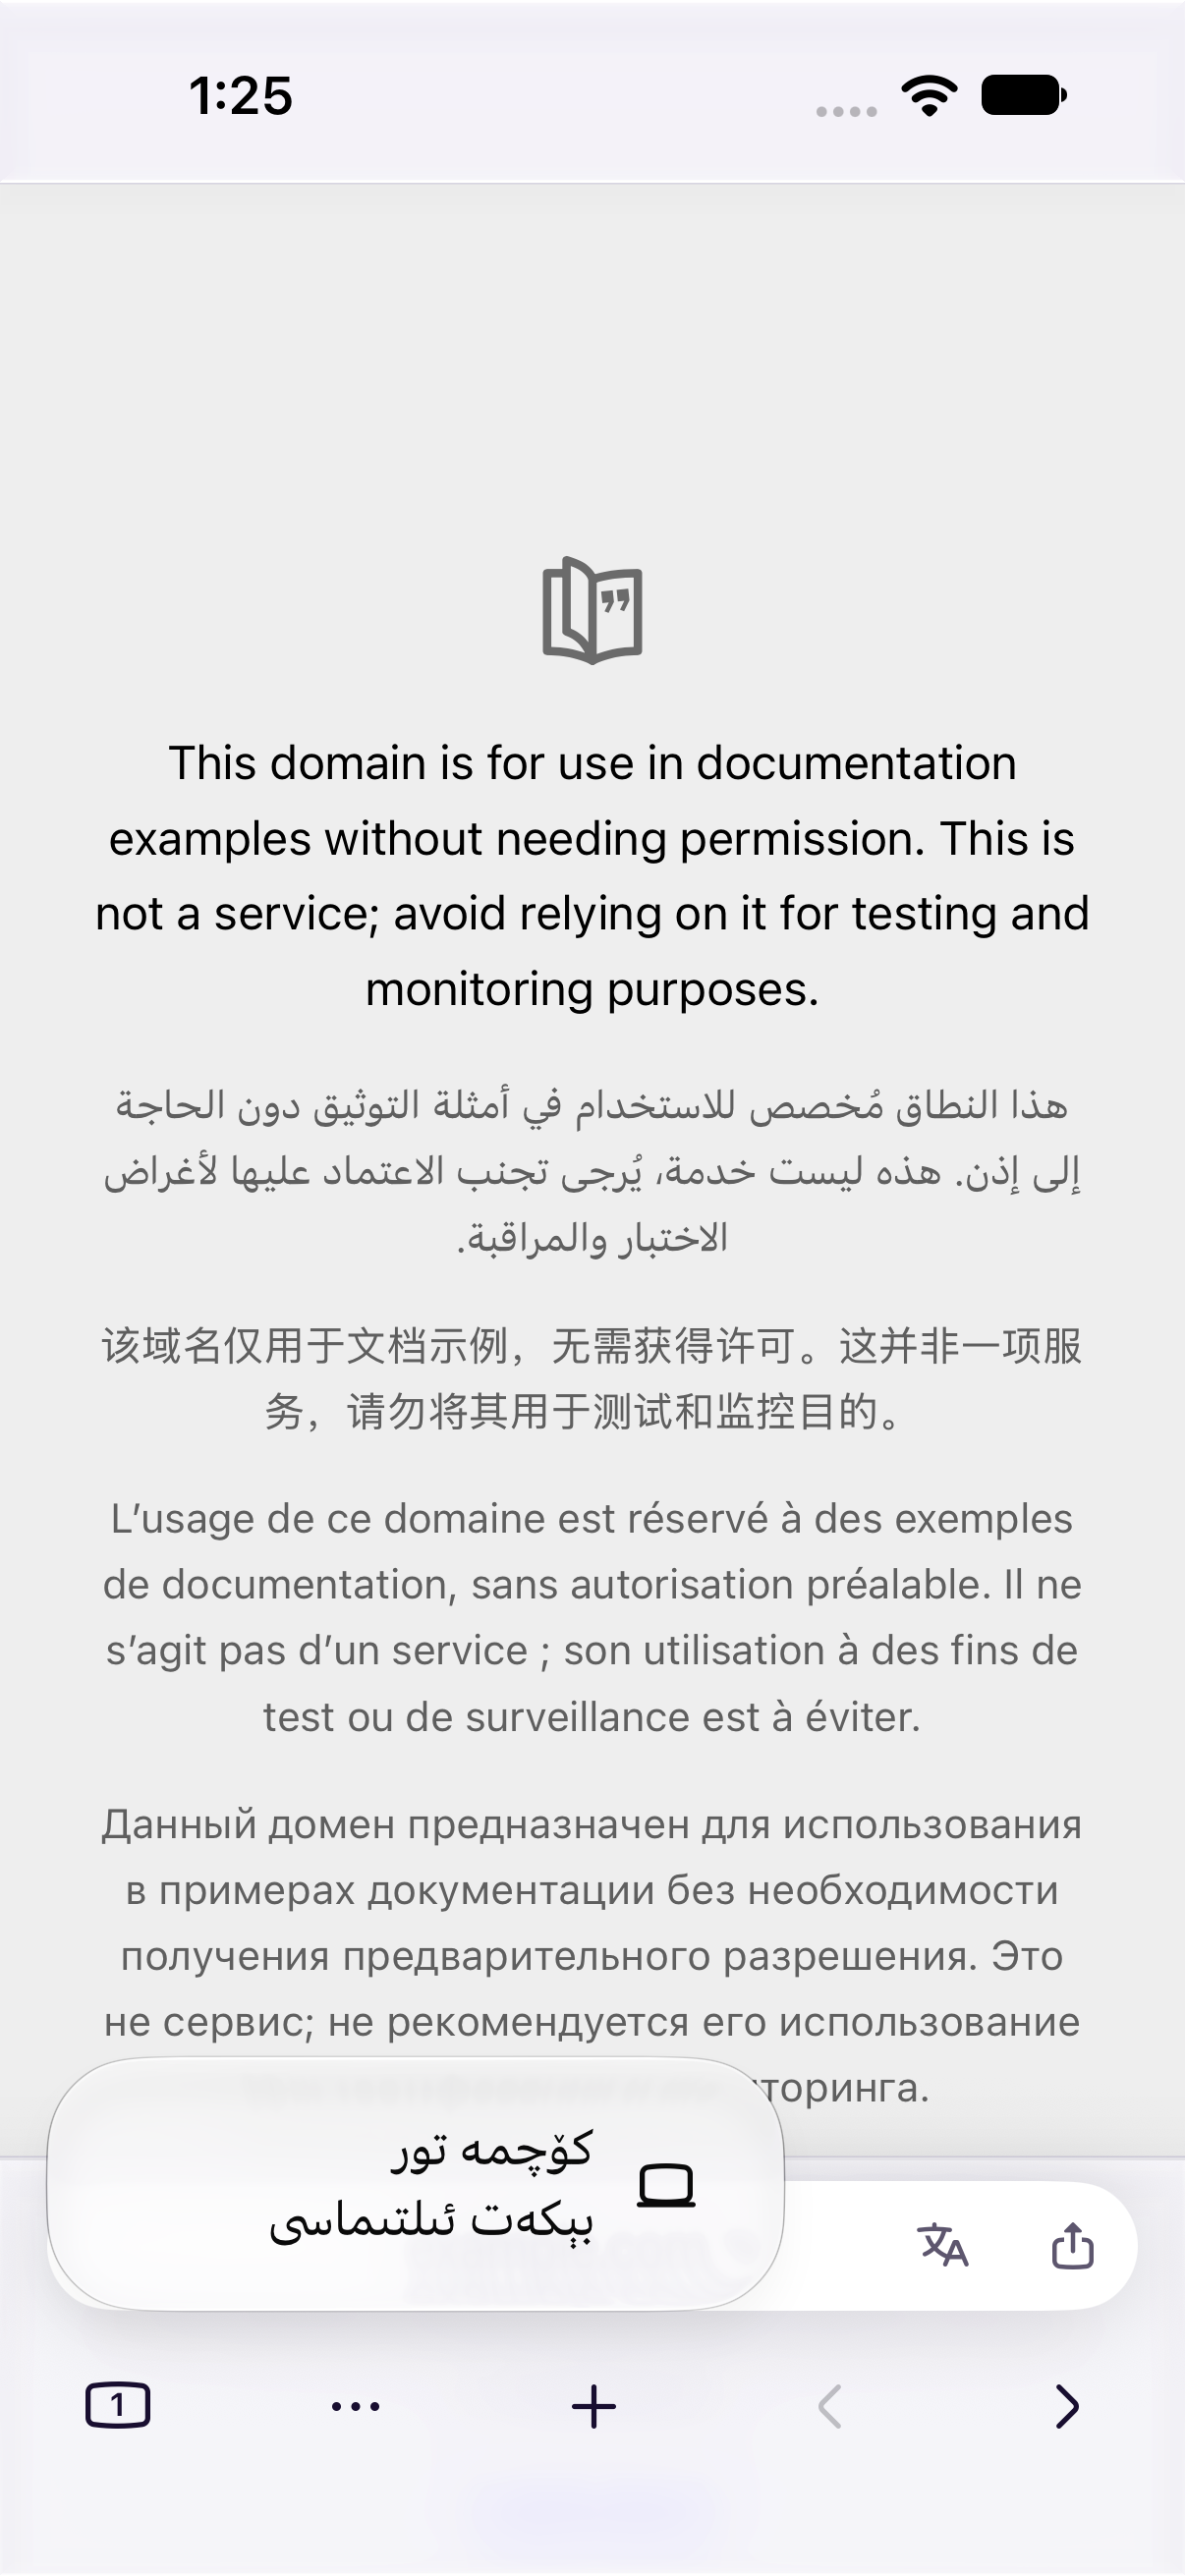 1:25
This domain is for use in documentation
examples without needing permission. This is
not a service; avoid relying on it for testing and
monitoring purposes.
هذا النطاق مُخصص للاستخدام في أمثلة التوثيق دون الحاجة
إلى إذن. هذه ليست خدمة، يُرجى تجنب الاعتماد عليها لأغراض
الاختبار والمراقبة.
该域名仅用于文档示例，无需获得许可。这并非一项服
务，请勿将其用于测试和监控目的。
L’usage de ce domaine est réservé à des exemples
de documentation, sans autorisation préalable. Il ne
s’agit pas d’un service ; son utilisation à des fins de
test ou de surveillance est à éviter.
Данный домен предназначен для использования
в примерах документации без необходимости
получения предварительного разрешения. Это
не сервис; не рекомендуется его использование
торинга.
كۆچمە تور
بېكەت ئىلتىماسى
1